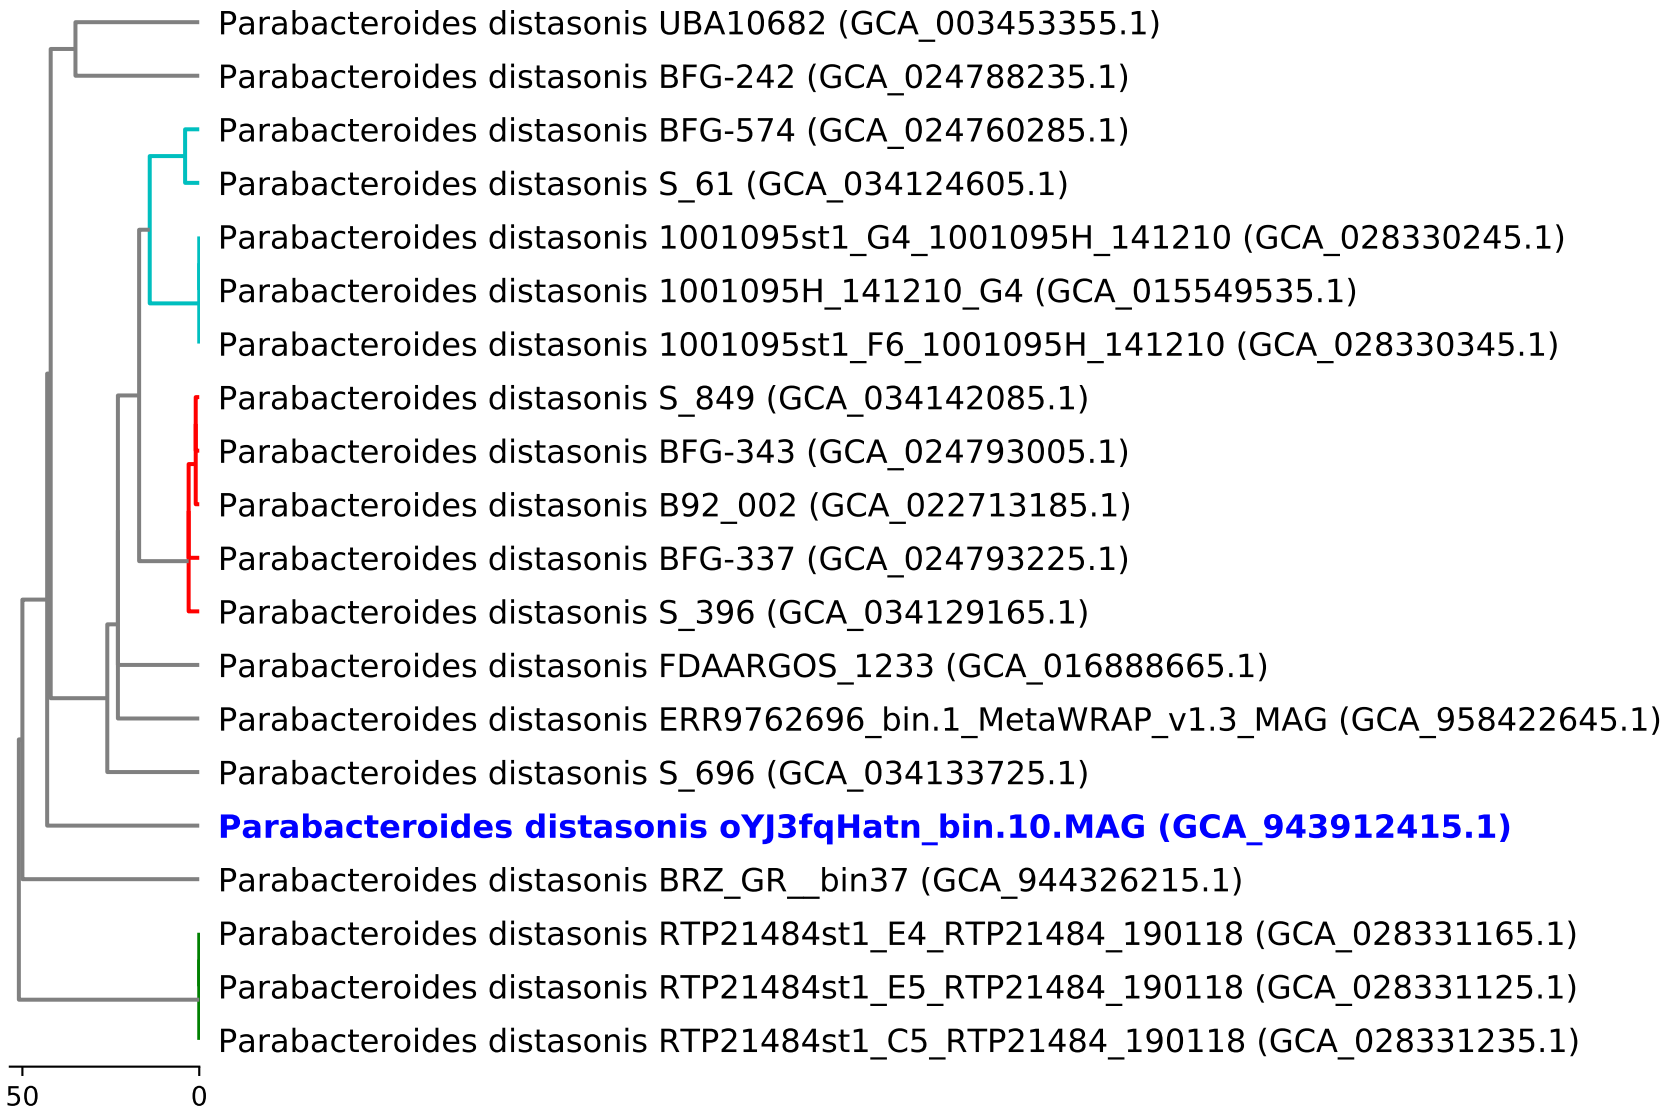 Parabacteroides distasonis UBA10682 (GCA_003453355.1)
Parabacteroides distasonis BFG-242 (GCA_024788235.1)
Parabacteroides distasonis BFG-574 (GCA_024760285.1)
Parabacteroides distasonis S_61 (GCA_034124605.1)
Parabacteroides distasonis 1001095st1_G4_1001095H_141210 (GCA_028330245.1)
Parabacteroides distasonis 1001095H_141210_G4 (GCA_015549535.1)
Parabacteroides distasonis 1001095st1_F6_1001095H_141210 (GCA_028330345.1)
Parabacteroides distasonis S_849 (GCA_034142085.1)
Parabacteroides distasonis BFG-343 (GCA_024793005.1)
Parabacteroides distasonis B92_002 (GCA_022713185.1)
Parabacteroides distasonis BFG-337 (GCA_024793225.1)
Parabacteroides distasonis S_396 (GCA_034129165.1)
Parabacteroides distasonis FDAARGOS_1233 (GCA_016888665.1)
Parabacteroides distasonis ERR9762696_bin.1_MetaWRAP_v1.3_MAG (GCA_958422645.1)
Parabacteroides distasonis S_696 (GCA_034133725.1)
Parabacteroides distasonis oYJ3fqHatn_bin.10.MAG (GCA_943912415.1)
Parabacteroides distasonis BRZ_GR__bin37 (GCA_944326215.1)
Parabacteroides distasonis RTP21484st1_E4_RTP21484_190118 (GCA_028331165.1)
Parabacteroides distasonis RTP21484st1_E5_RTP21484_190118 (GCA_028331125.1)
Parabacteroides distasonis RTP21484st1_C5_RTP21484_190118 (GCA_028331235.1)
50 0